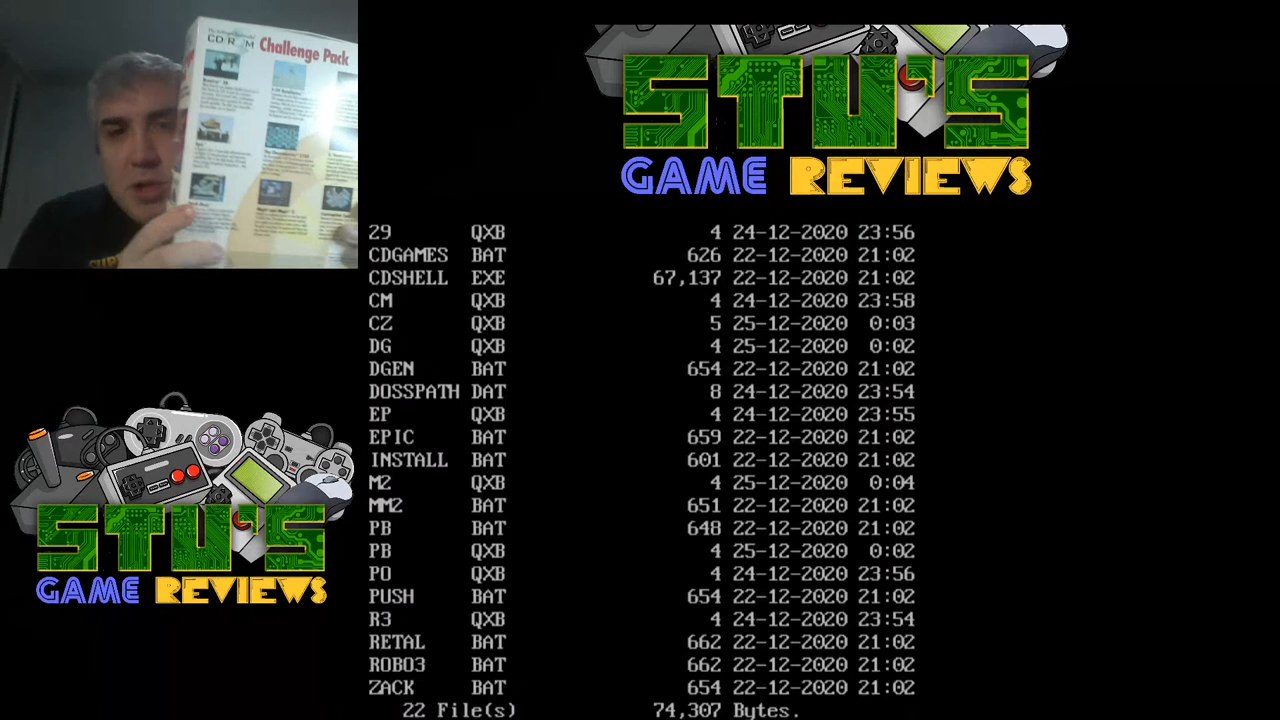 CD ROM
Challenge Pack
STU'S
GAME REVIEWS
29 QXB 4 24-12-2020 23:56
CDGAMES BAT 626 22-12-2020 21:02
CDSHELL EXE 67,137 22-12-2020 21:02
CM QXB 4 24-12-2020 23:58
CZ QXB 5 25-12-2020 0:03
DG QXB 4 25-12-2020 0:02
DGEN BAT 654 22-12-2020 21:02
DOSSPATH DAT 8 24-12-2020 23:54
EP QXB 4 24-12-2020 23:55
EPIC BAT 659 22-12-2020 21:02
INSTALL BAT 601 22-12-2020 21:02
M2 QXB 4 25-12-2020 0:04
MM2 BAT 651 22-12-2020 21:02
PB BAT 648 22-12-2020 21:02
PB QXB 4 25-12-2020 0:02
PO QXB 4 24-12-2020 23:56
PUSH BAT 654 22-12-2020 21:02
R3 QXB 4 24-12-2020 23:54
RETAL BAT 662 22-12-2020 21:02
ROBO3 BAT 662 22-12-2020 21:02
ZACK BAT 654 22-12-2020 21:02
22 File(s) 74,307 Bytes.
STU'S
GAME REVIEWS